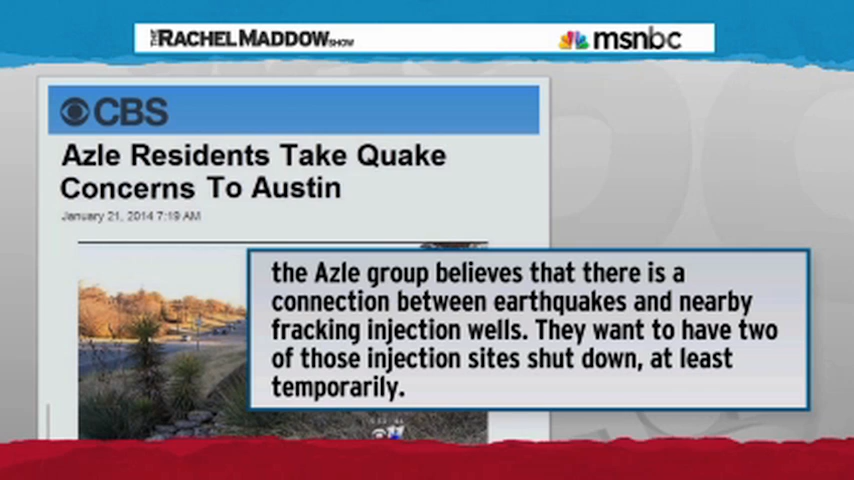 THE RACHEL MADDOW SHOW
msnbc
CBS
Azle Residents Take Quake
Concerns To Austin
January 21, 2014 7:19 AM
the Azle group believes that there is a
connection between earthquakes and nearby
fracking injection wells. They want to have two
of those injection sites shut down, at least
temporarily.